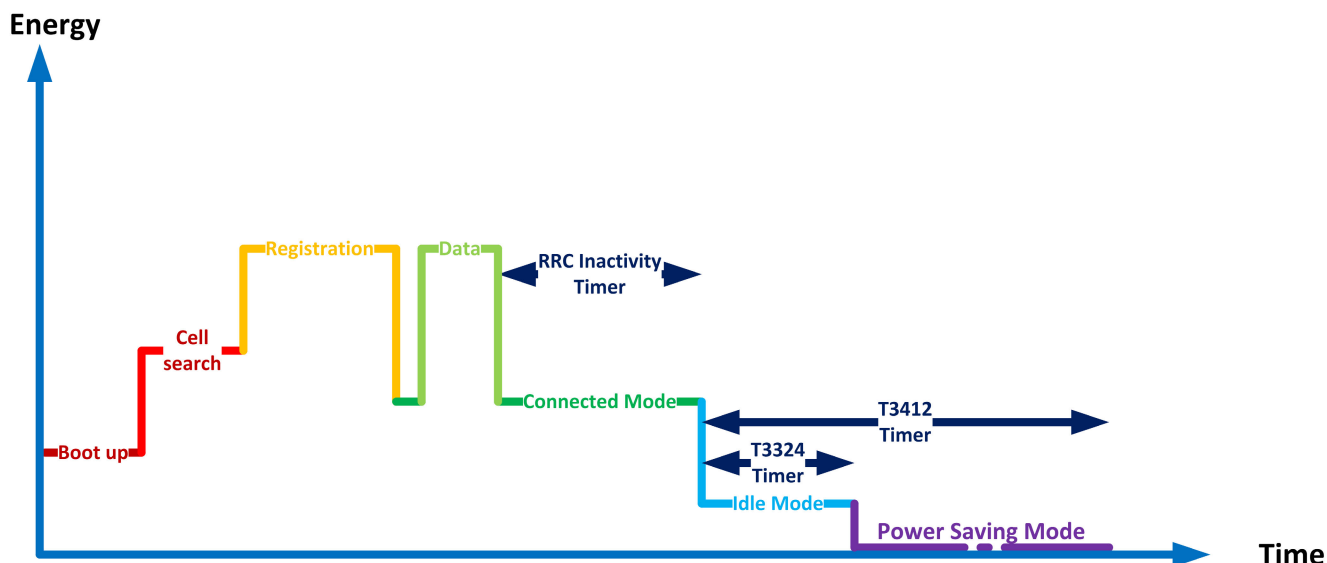 Energy
Registration
Data
RRC Inactivity
Timer
Cell
search
Connected Mode
T3412
Timer
Boot up
T3324
Timer
Idle Mode
Power Saving Mode
Time